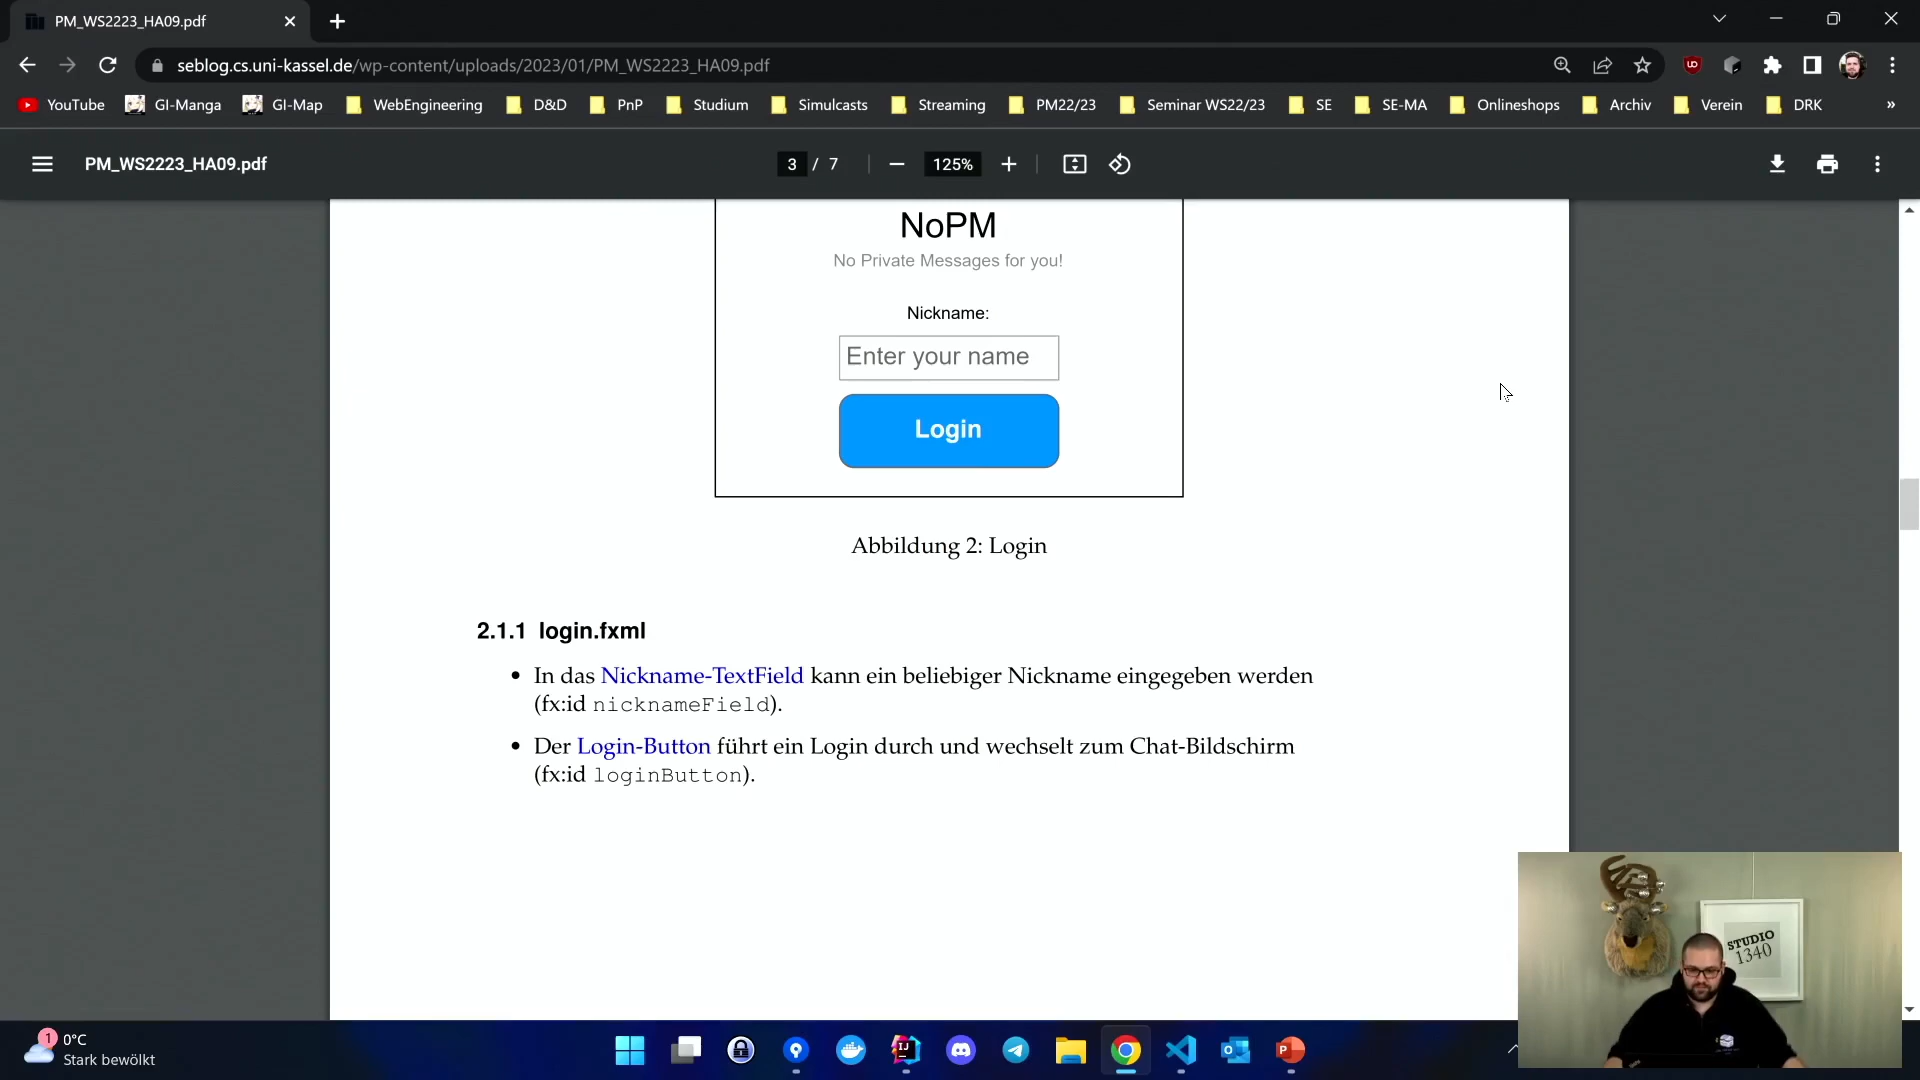 PM_WS2223_HA09.pdf
seblog.cs.uni-kassel.de/wp-content/uploads/2023/01/PM_WS2223_HA09.pdf
YouTube GI-Manga GI-Map WebEngineering D&D PnP Studium Simulcasts Streaming PM22/23 Seminar WS22/23 SE SE-MA Onlineshops Archiv Verein DRK »
PM_WS2223_HA09.pdf 3 / 7 125%
NoPM
No Private Messages for you!
Nickname:
Enter your name
Login
Abbildung 2: Login
2.1.1 login.fxml
• In das Nickname-TextField kann ein beliebiger Nickname eingegeben werden
(fx:id nicknameField).
• Der Login-Button führt ein Login durch und wechselt zum Chat-Bildschirm
(fx:id loginButton).
STUDIO
1340
1 0°C
Stark bewölkt